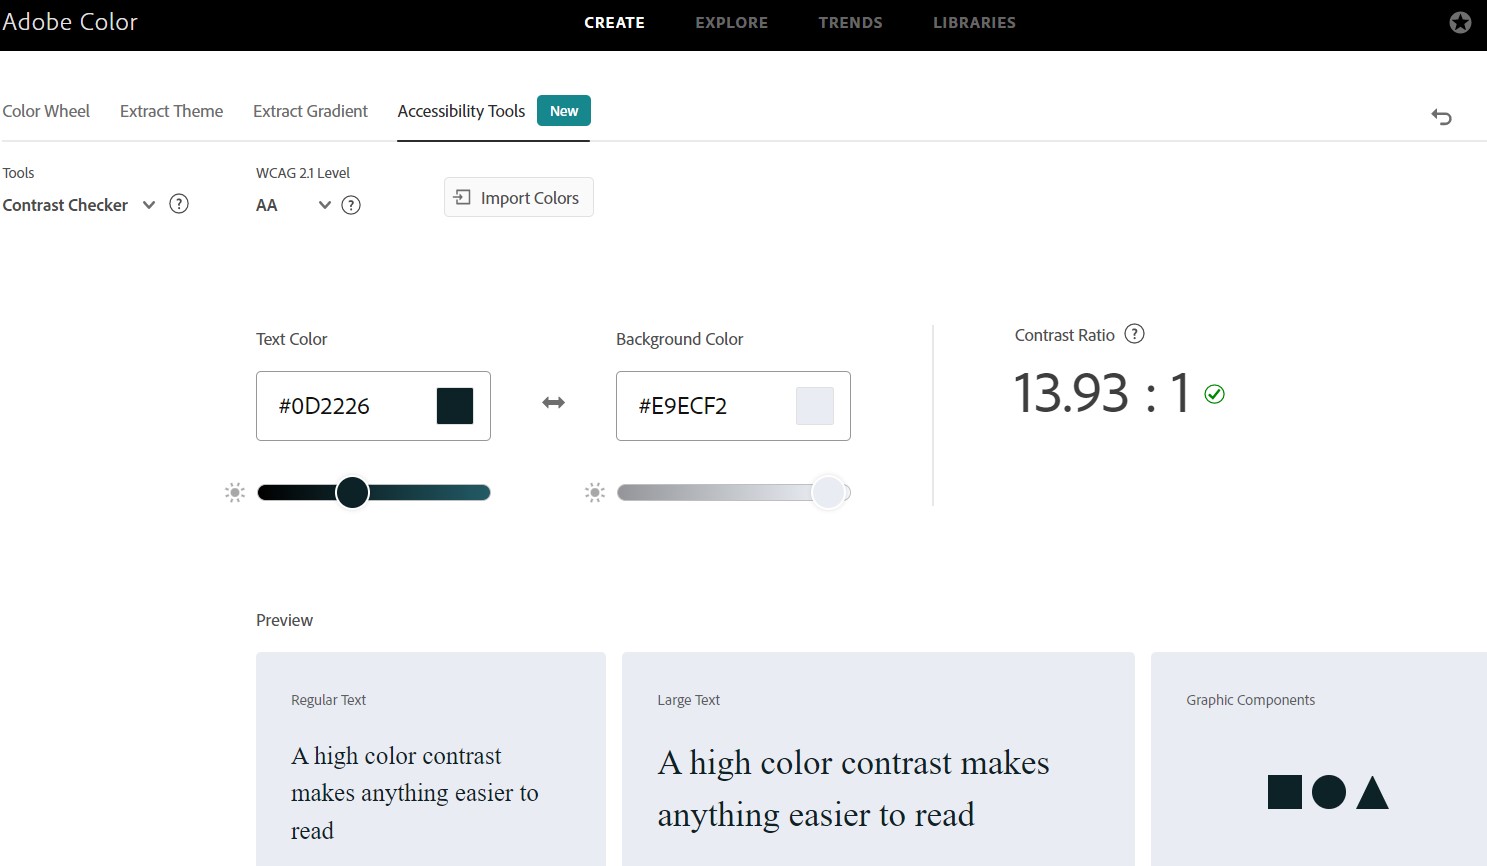 Adobe Color
CREATE
EXPLORE
TRENDS
LIBRARIES
Color Wheel
Extract Theme
Extract Gradient
Accessibility Tools
New
Tools
WCAG 2.1 Level
Contrast Checker
?
AA
?
Import Colors
Text Color
Background Color
Contrast Ratio ?
#0D2226
#E9ECF2
13.93 : 1
Preview
Regular Text
A high color contrast
makes anything easier to
read
Large Text
A high color contrast makes
anything easier to read
Graphic Components